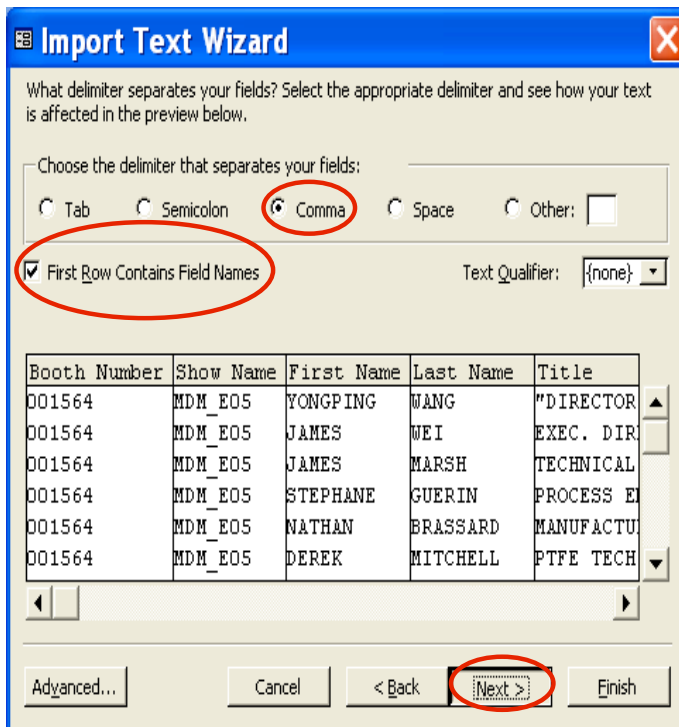 Import Text Wizard
What delimiter separates your fields? Select the appropriate delimiter and see how your text
is affected in the preview below.
Choose the delimiter that separates your fields:
Tab Semicolon Comma Space Other:
First Row Contains Field Names Text Qualifier: {none}
Booth Number Show Name First Name Last Name Title
001564 MDM_E05 YONGPING WANG "DIRECTOR
001564 MDM_E05 JAMES WEI EXEC. DIR
001564 MDM_E05 JAMES MARSH TECHNICAL
001564 MDM_E05 STEPHANE GUERIN PROCESS E
001564 MDM_E05 NATHAN BRASSARD MANUFACTU
001564 MDM_E05 DEREK MITCHELL PTFE TECH
Advanced... Cancel < Back Next > Finish